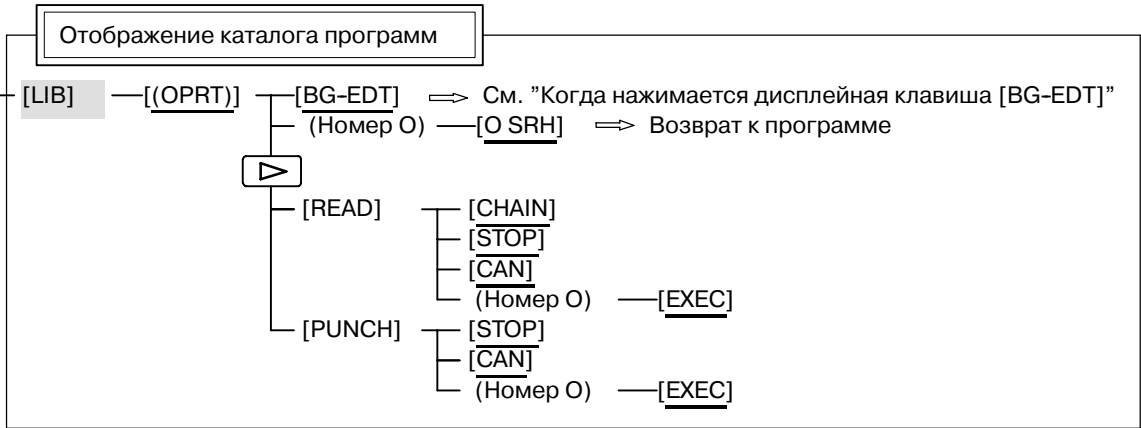 Отображение каталога программ
[LIB] [(OPRT)] [BG-EDT] См. "Когда нажимается дисплейная клавиша [BG-EDT]"
(Номер O) [O SRH] Возврат к программе
[READ] [CHAIN]
[STOP]
[CAN]
(Номер O) [EXEC]
[PUNCH] [STOP]
[CAN]
(Номер O) [EXEC]